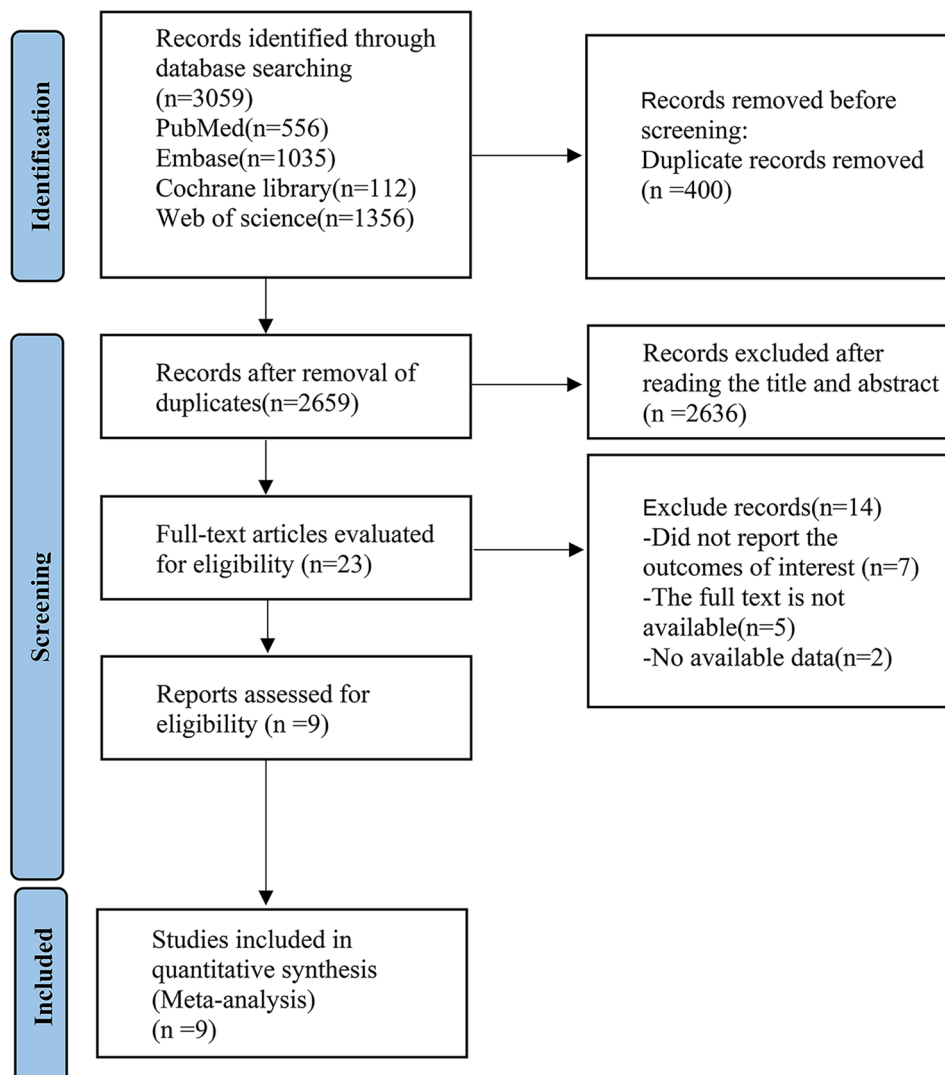 Identification
Records identified through
database searching
(n=3059)
PubMed(n=556)
Embase(n=1035)
Cochrane library(n=112)
Web of science(n=1356)
Records removed before
screening:
Duplicate records removed
(n =400)
Screening
Records after removal of
duplicates(n=2659)
Records excluded after
reading the title and abstract
(n =2636)
Full-text articles evaluated
for eligibility (n=23)
Exclude records(n=14)
-Did not report the
outcomes of interest (n=7)
-The full text is not
available(n=5)
-No available data(n=2)
Reports assessed for
eligibility (n =9)
Included
Studies included in
quantitative synthesis
(Meta-analysis)
(n =9)